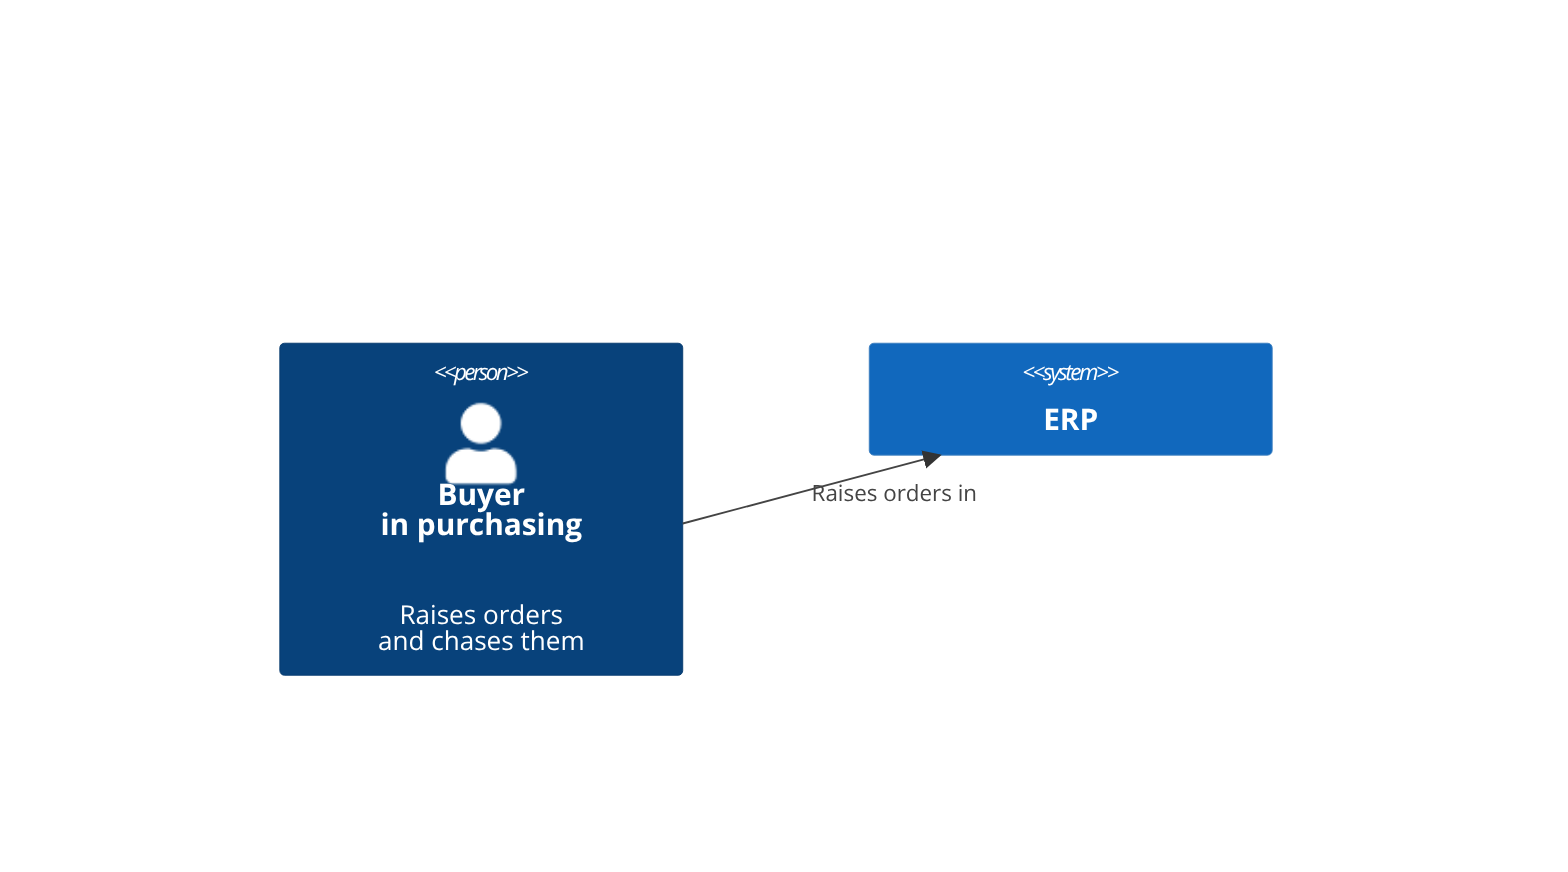 <<person>>
Buyer
in purchasing
Raises orders
and chases them
<<system>>
ERP
Raises orders in